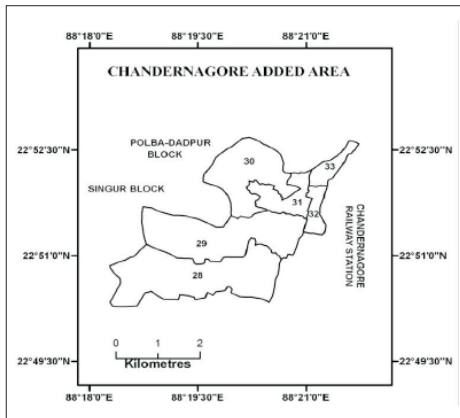 88°18'0"E 88°19'30"E 88°21'0"E
CHANDERNAGORE ADDED AREA
POLBA-DADPUR
BLOCK
SINGUR BLOCK
22°52'30"N
22°52'30"N
30
33
31
32
CHANDERNAGORE
RAILWAY STATION
29
22°51'0"N
22°51'0"N
28
0 1 2
Kilometres
22°49'30"N
22°49'30"N
88°18'0"E 88°19'30"E 88°21'0"E